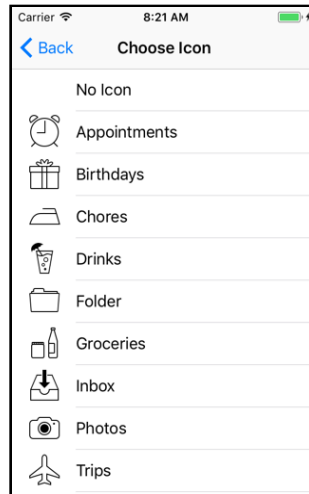 Carrier 8:21 AM
Back Choose Icon
No Icon
Appointments
Birthdays
Chores
Drinks
Folder
Groceries
Inbox
Photos
Trips